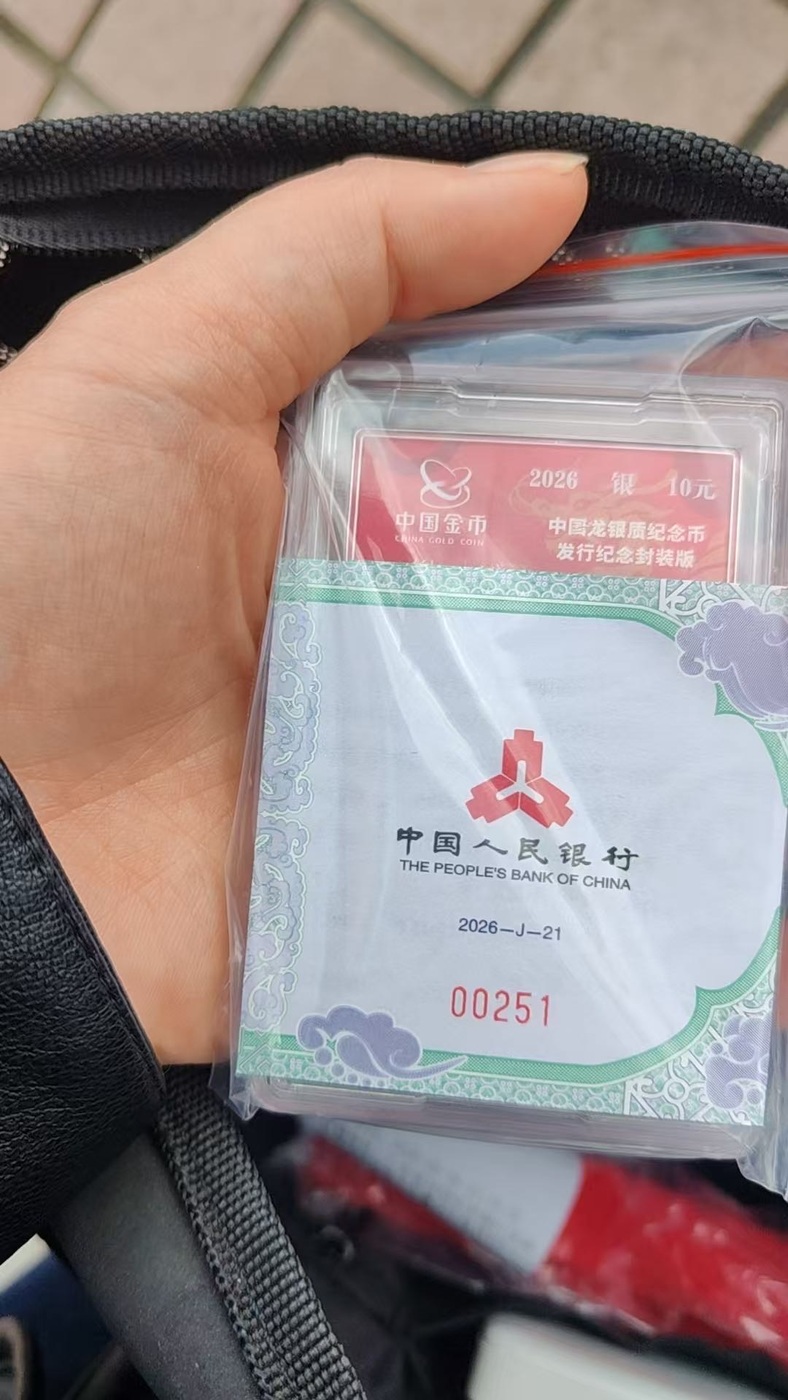 2026 银 10元
中国金币
CHINA GOLD COIN
中国龙银质纪念币
发行纪念封装版
中国人民银行
THE PEOPLE'S BANK OF CHINA
2026—J—21
00251